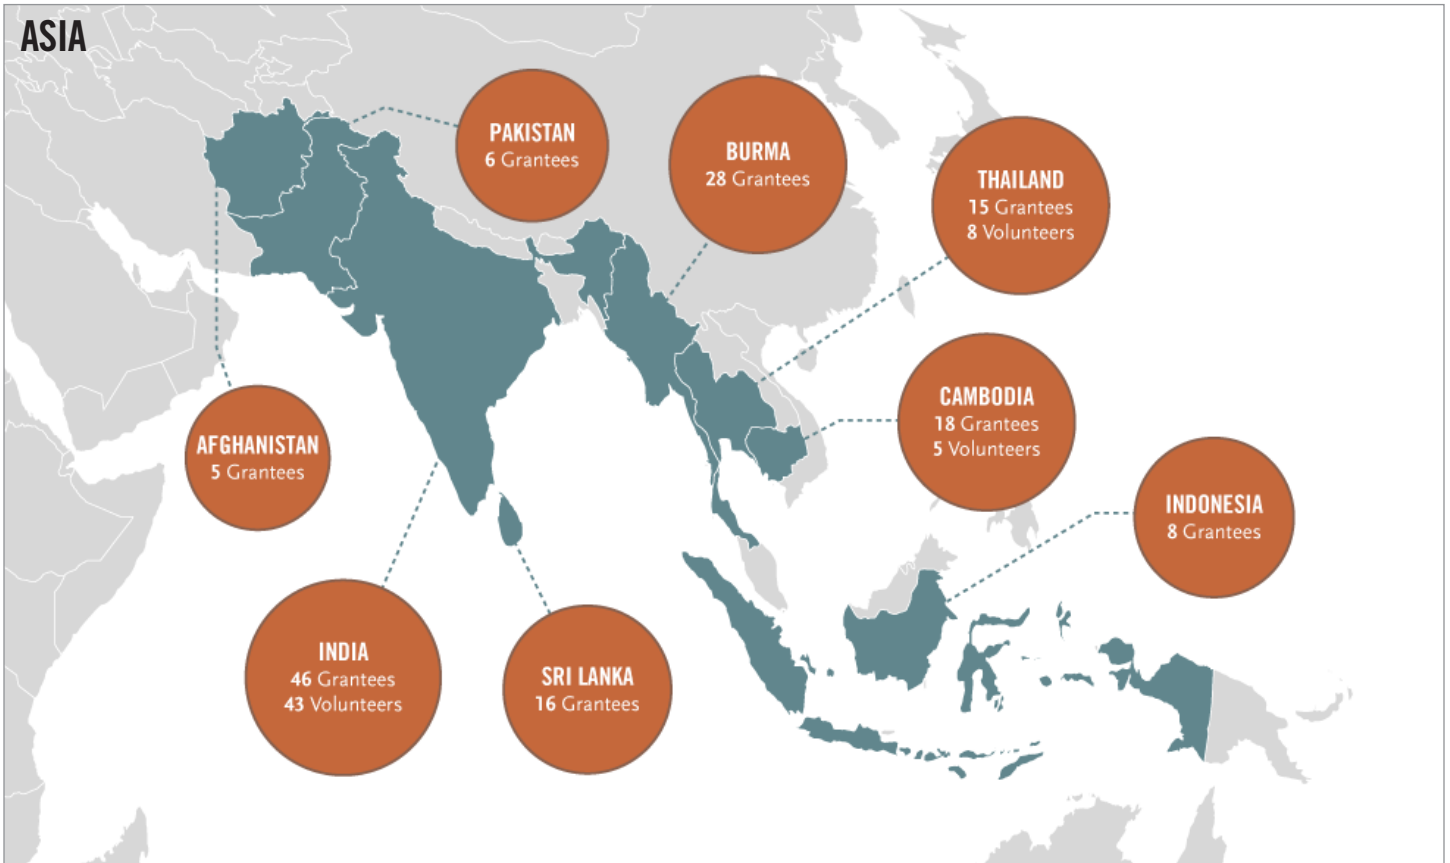 ASIA
PAKISTAN
6 Grantees
BURMA
28 Grantees
THAILAND
15 Grantees
8 Volunteers
CAMBODIA
18 Grantees
5 Volunteers
AFGHANISTAN
5 Grantees
INDONESIA
8 Grantees
INDIA
46 Grantees
43 Volunteers
SRI LANKA
16 Grantees